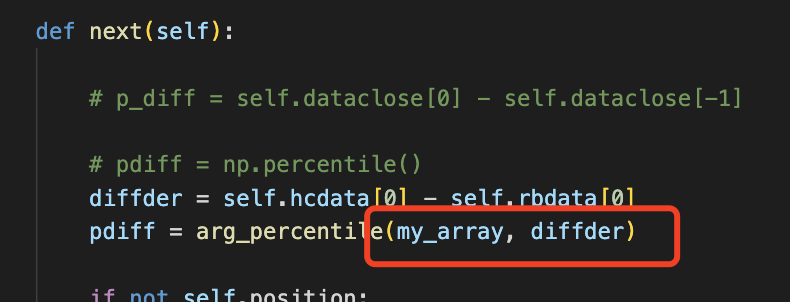 def next(self):
# p_diff = self.dataclose[0] - self.dataclose[-1]
# pdiff = np.percentile()
diffder = self.hcdata[0] - self.rbdata[0]
pdiff = arg_percentile(my_array, diffder)
if not self.position: